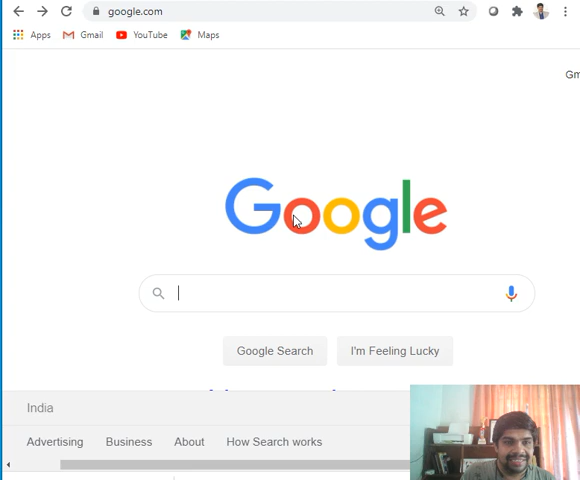 google.com
Apps Gmail YouTube Maps
Gm
Google
Google Search I'm Feeling Lucky
India
Advertising Business About How Search works